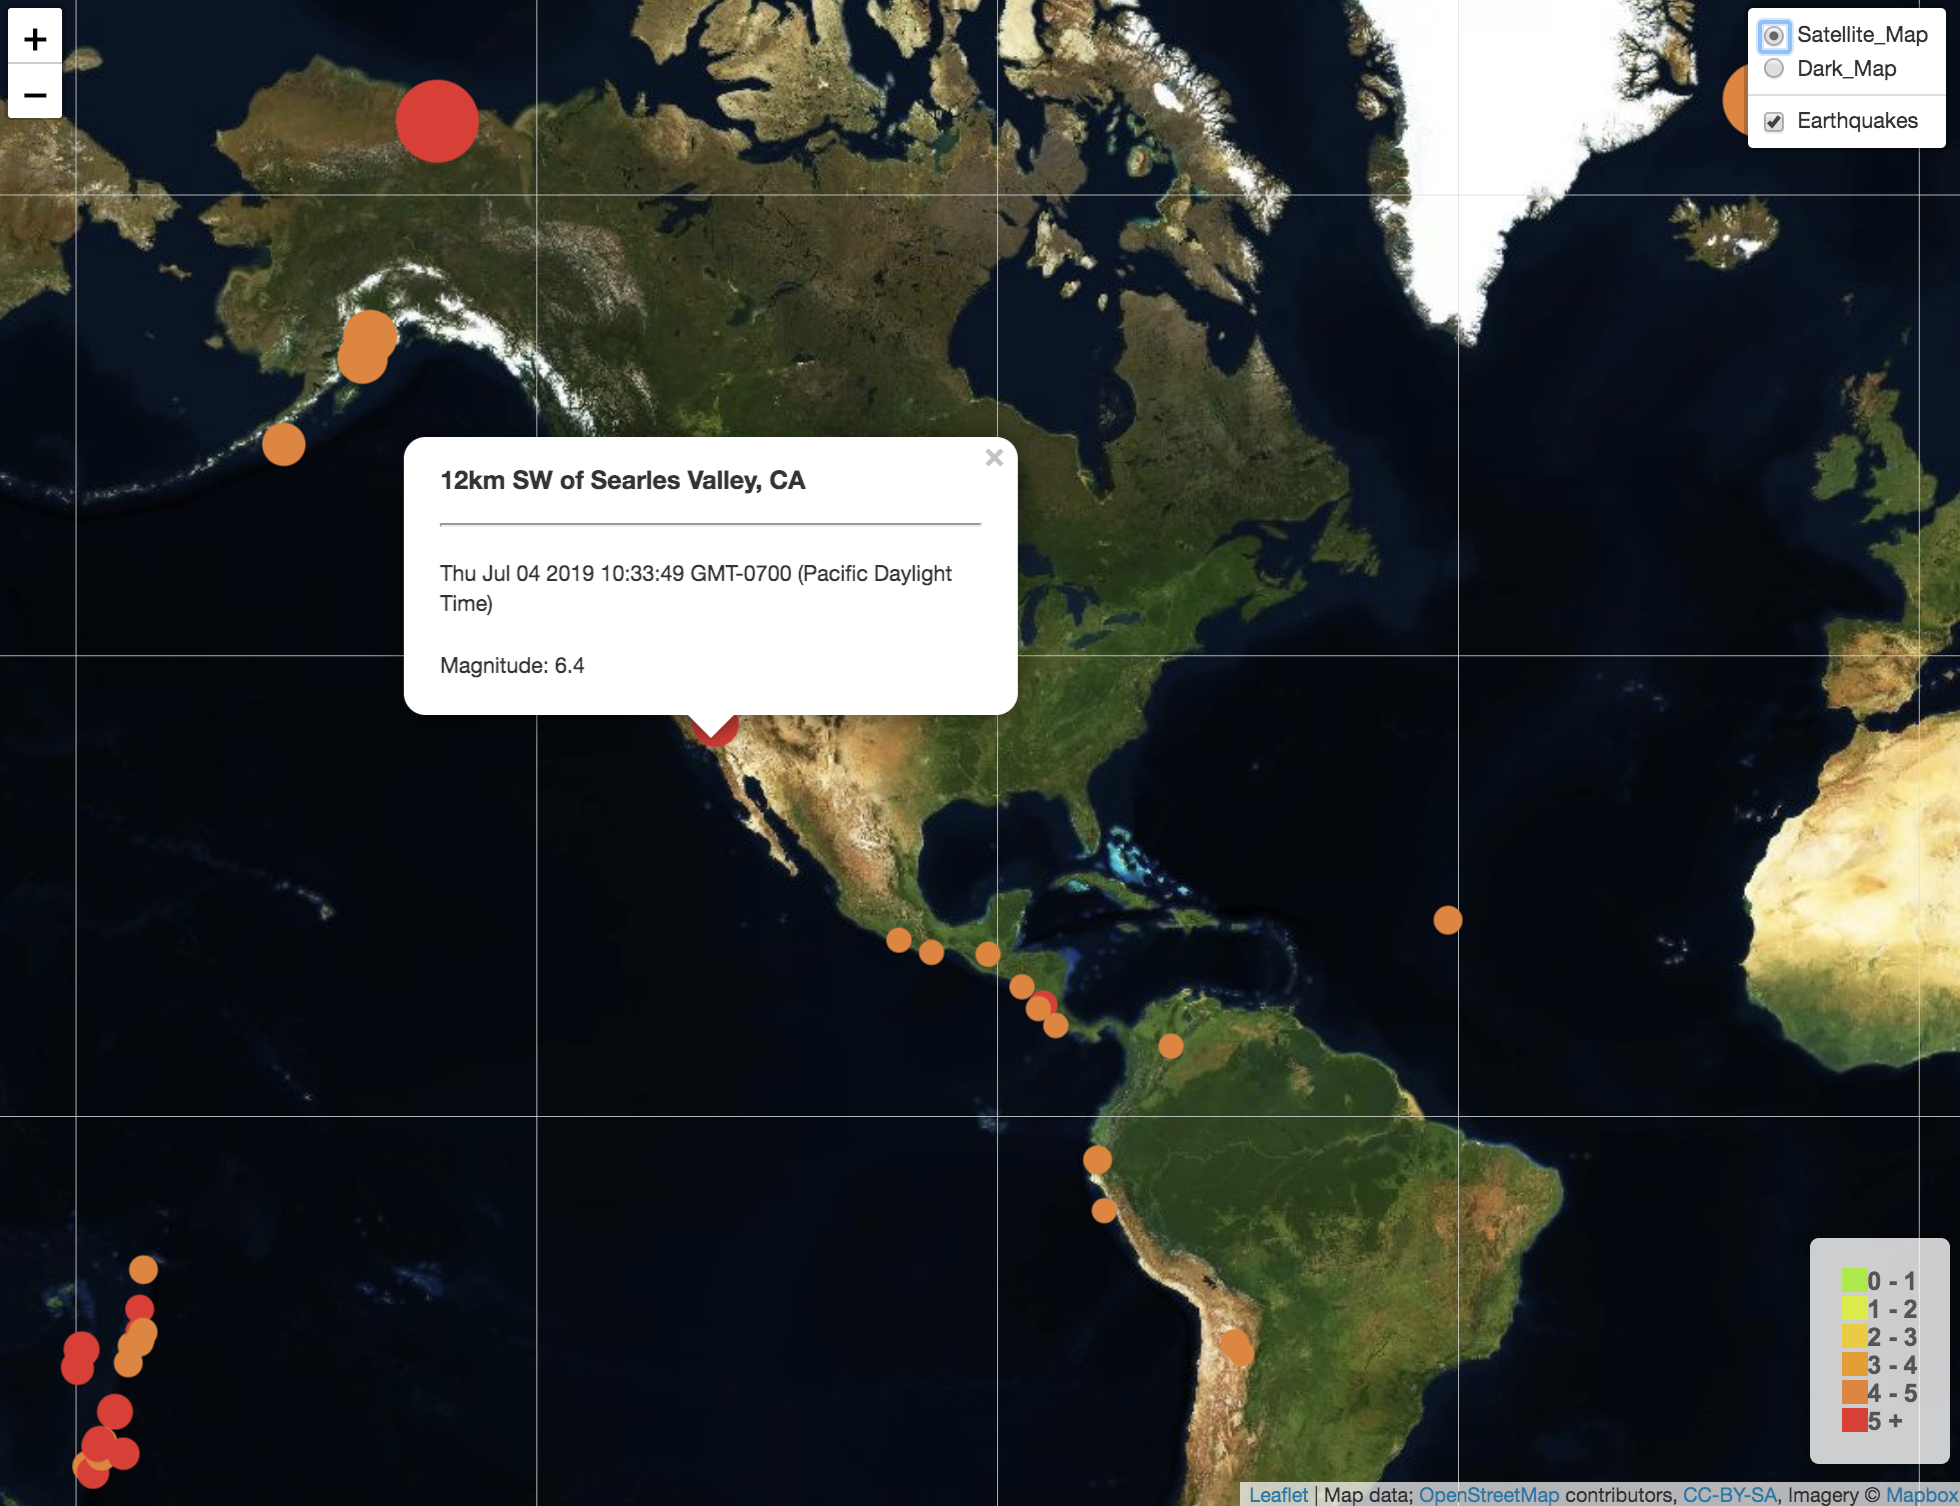 +
−
Satellite_Map
Dark_Map
Earthquakes
12km SW of Searles Valley, CA
×
Thu Jul 04 2019 10:33:49 GMT-0700 (Pacific Daylight
Time)
Magnitude: 6.4
0 - 1
1 - 2
2 - 3
3 - 4
4 - 5
5 +
Leaflet | Map data; OpenStreetMap contributors, CC-BY-SA, Imagery © Mapbox